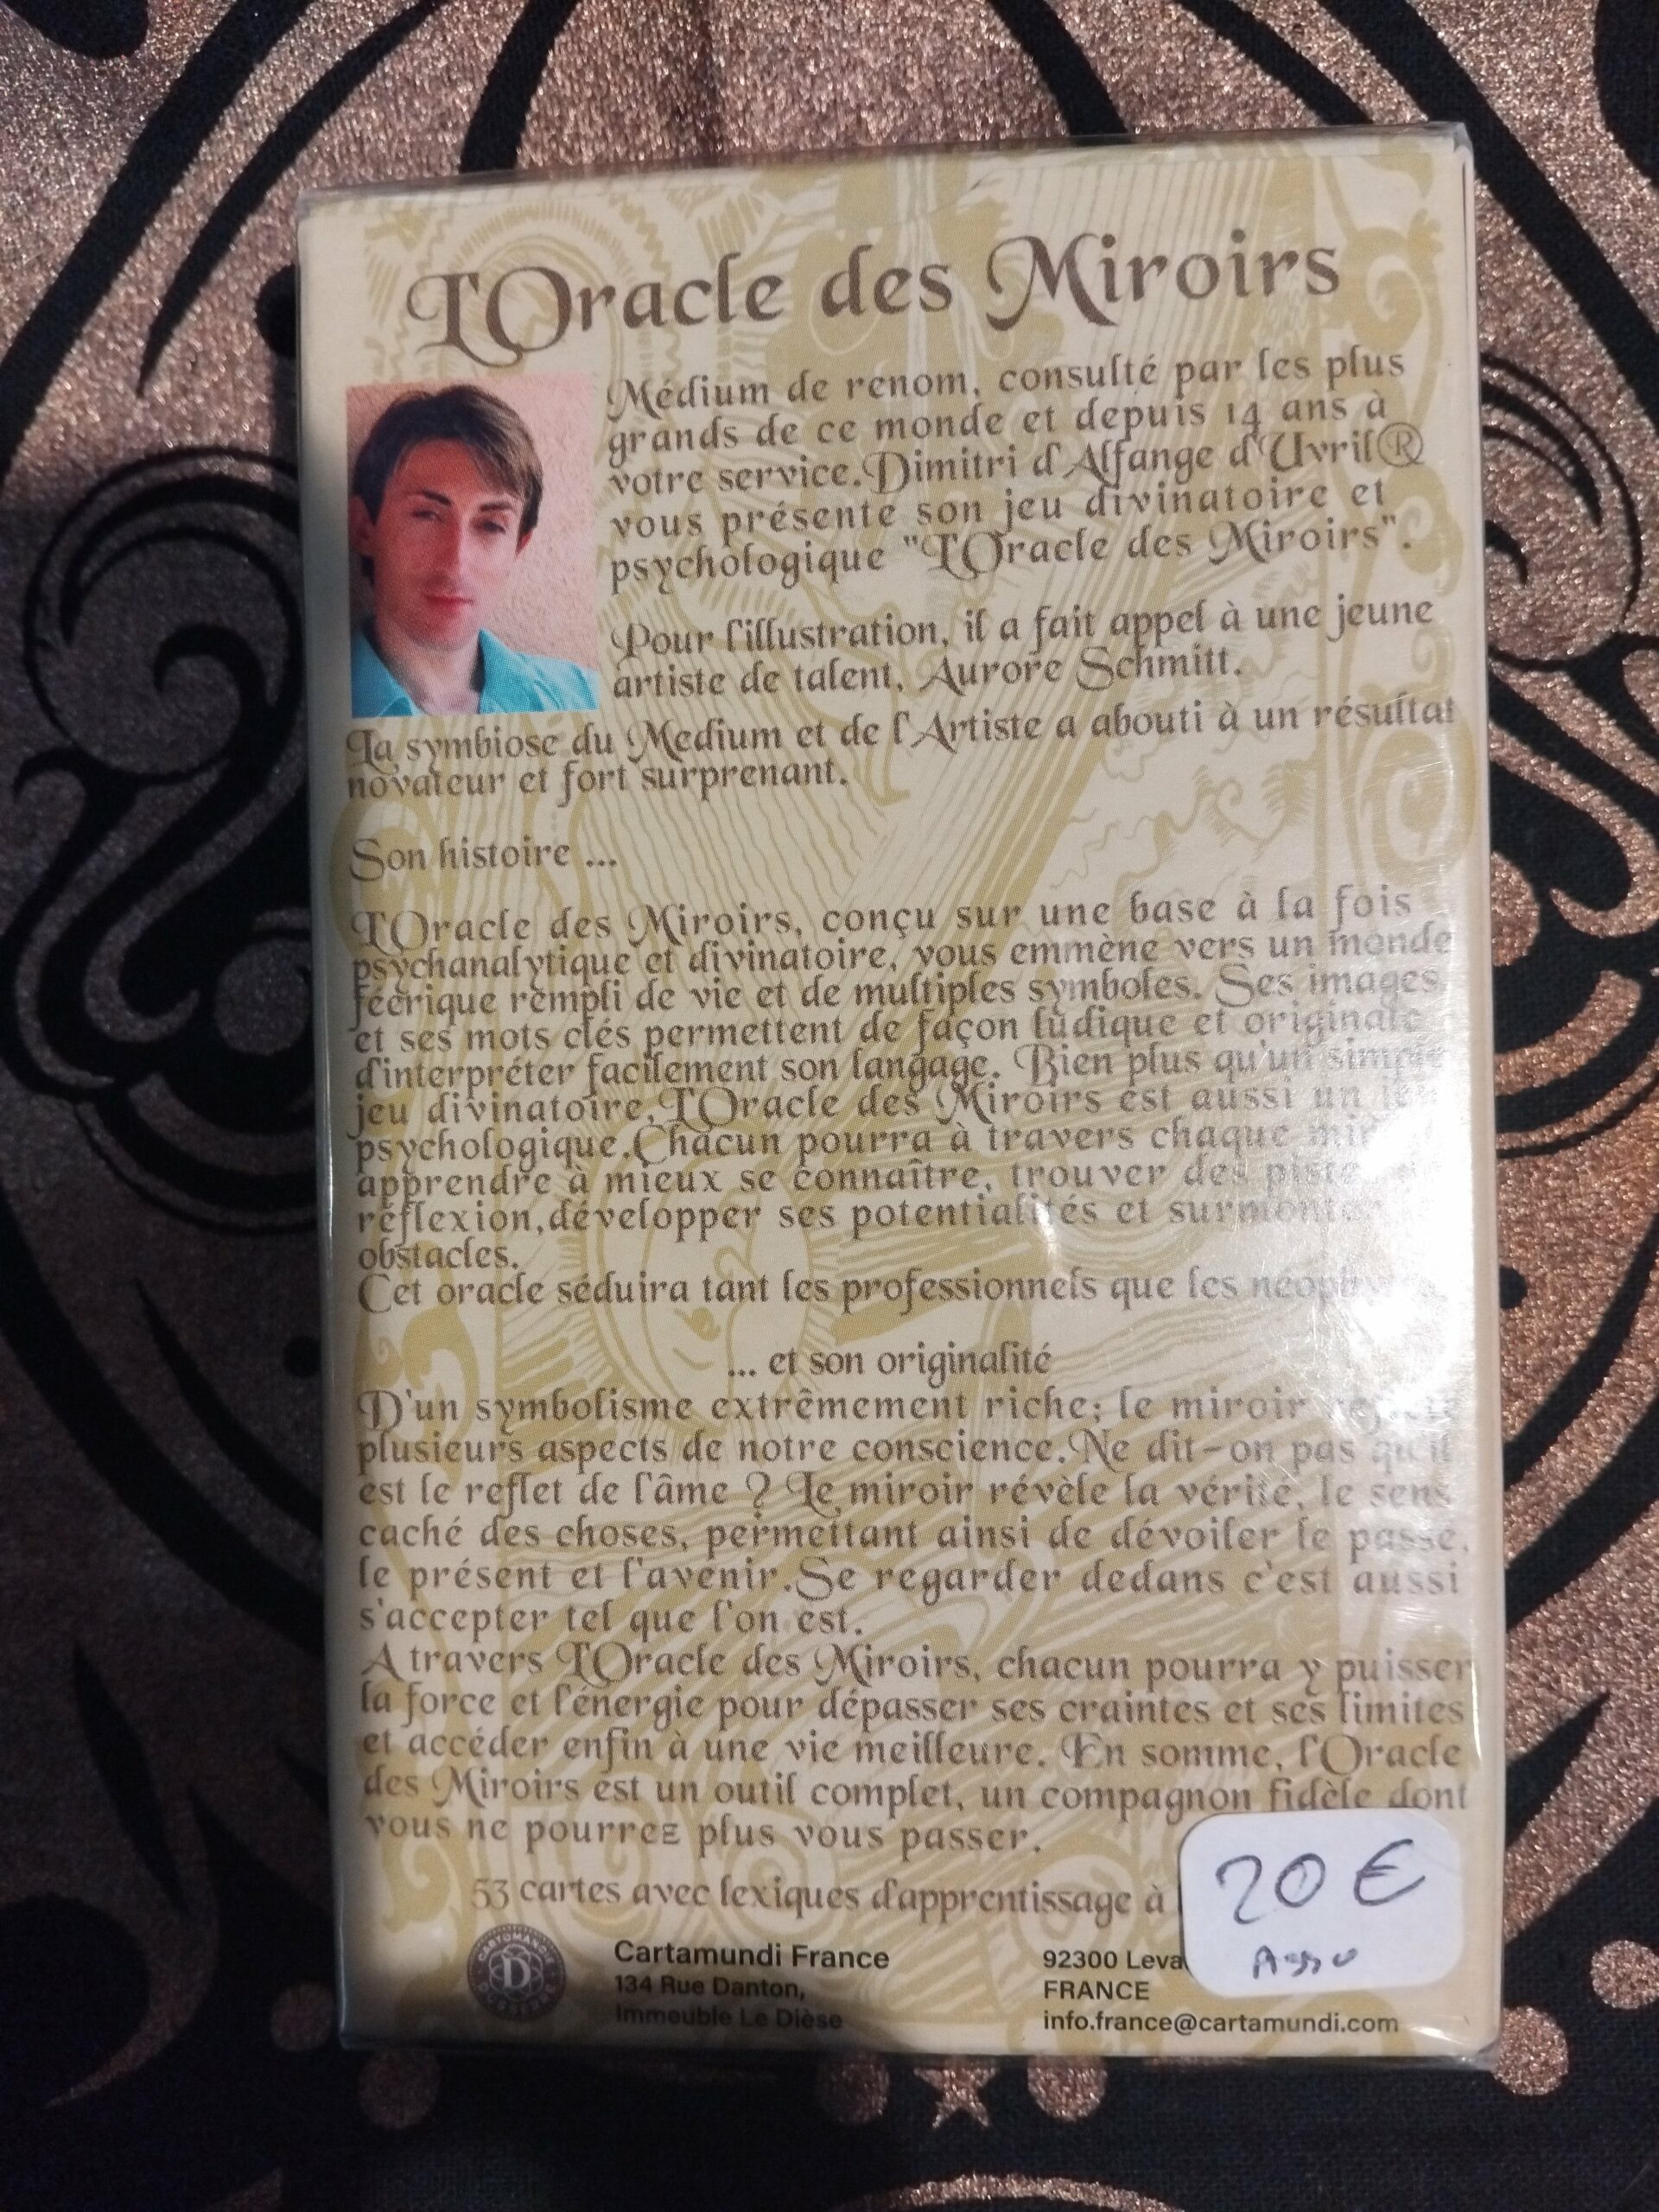 L'Oracle des Miroirs
Médium de renom, consulté par les plus
grands de ce monde et depuis 14 ans à
votre service.Dimitri d'Alfange d'Uvril®
vous présente son jeu divinatoire et
psychologique "L'Oracle des Miroirs".
Pour l'illustration, il a fait appel à une jeune
artiste de talent, Aurore Schmitt.
La symbiose du Medium et de l'Artiste a abouti à un résultat
novateur et fort surprenant.
Son histoire ...
L'Oracle des Miroirs, conçu sur une base à la fois
psychanalytique et divinatoire, vous emmène vers un monde
féerique rempli de vie et de multiples symboles. Ses images
et ses mots clés permettent de façon ludique et originale
d'interpréter facilement son langage. Bien plus qu'un simple
jeu divinatoire, L'Oracle des Miroirs est aussi un jeu
psychologique.Chacun pourra à travers chaque
apprendre à mieux se connaître, trouver des
réflexion,développer ses potentialités et surmonter
obstacles.
Cet oracle séduira tant les professionnels que les
... et son originalité
D'un symbolisme extrêmement riche; le miroir
plusieurs aspects de notre conscience.Ne dit-on pas qu'il
est le reflet de l'âme ? Le miroir révèle la vérité, le sens
caché des choses, permettant ainsi de dévoiler le passé,
le présent et l'avenir.Se regarder dedans c'est aussi
s'accepter tel que l'on est.
A travers L'Oracle des Miroirs, chacun pourra y puiser
la force et l'énergie pour dépasser ses craintes et ses limites
et accéder enfin à une vie meilleure. En somme, l'Oracle
des Miroirs est un outil complet, un compagnon fidèle dont
vous ne pourrez plus vous passer.
53 cartes avec lexiques d'apprentissage à
20 €
Cartamundi France
134 Rue Danton,
Immeuble Le Dièse
92300
FRANCE
info.france@cartamundi.com